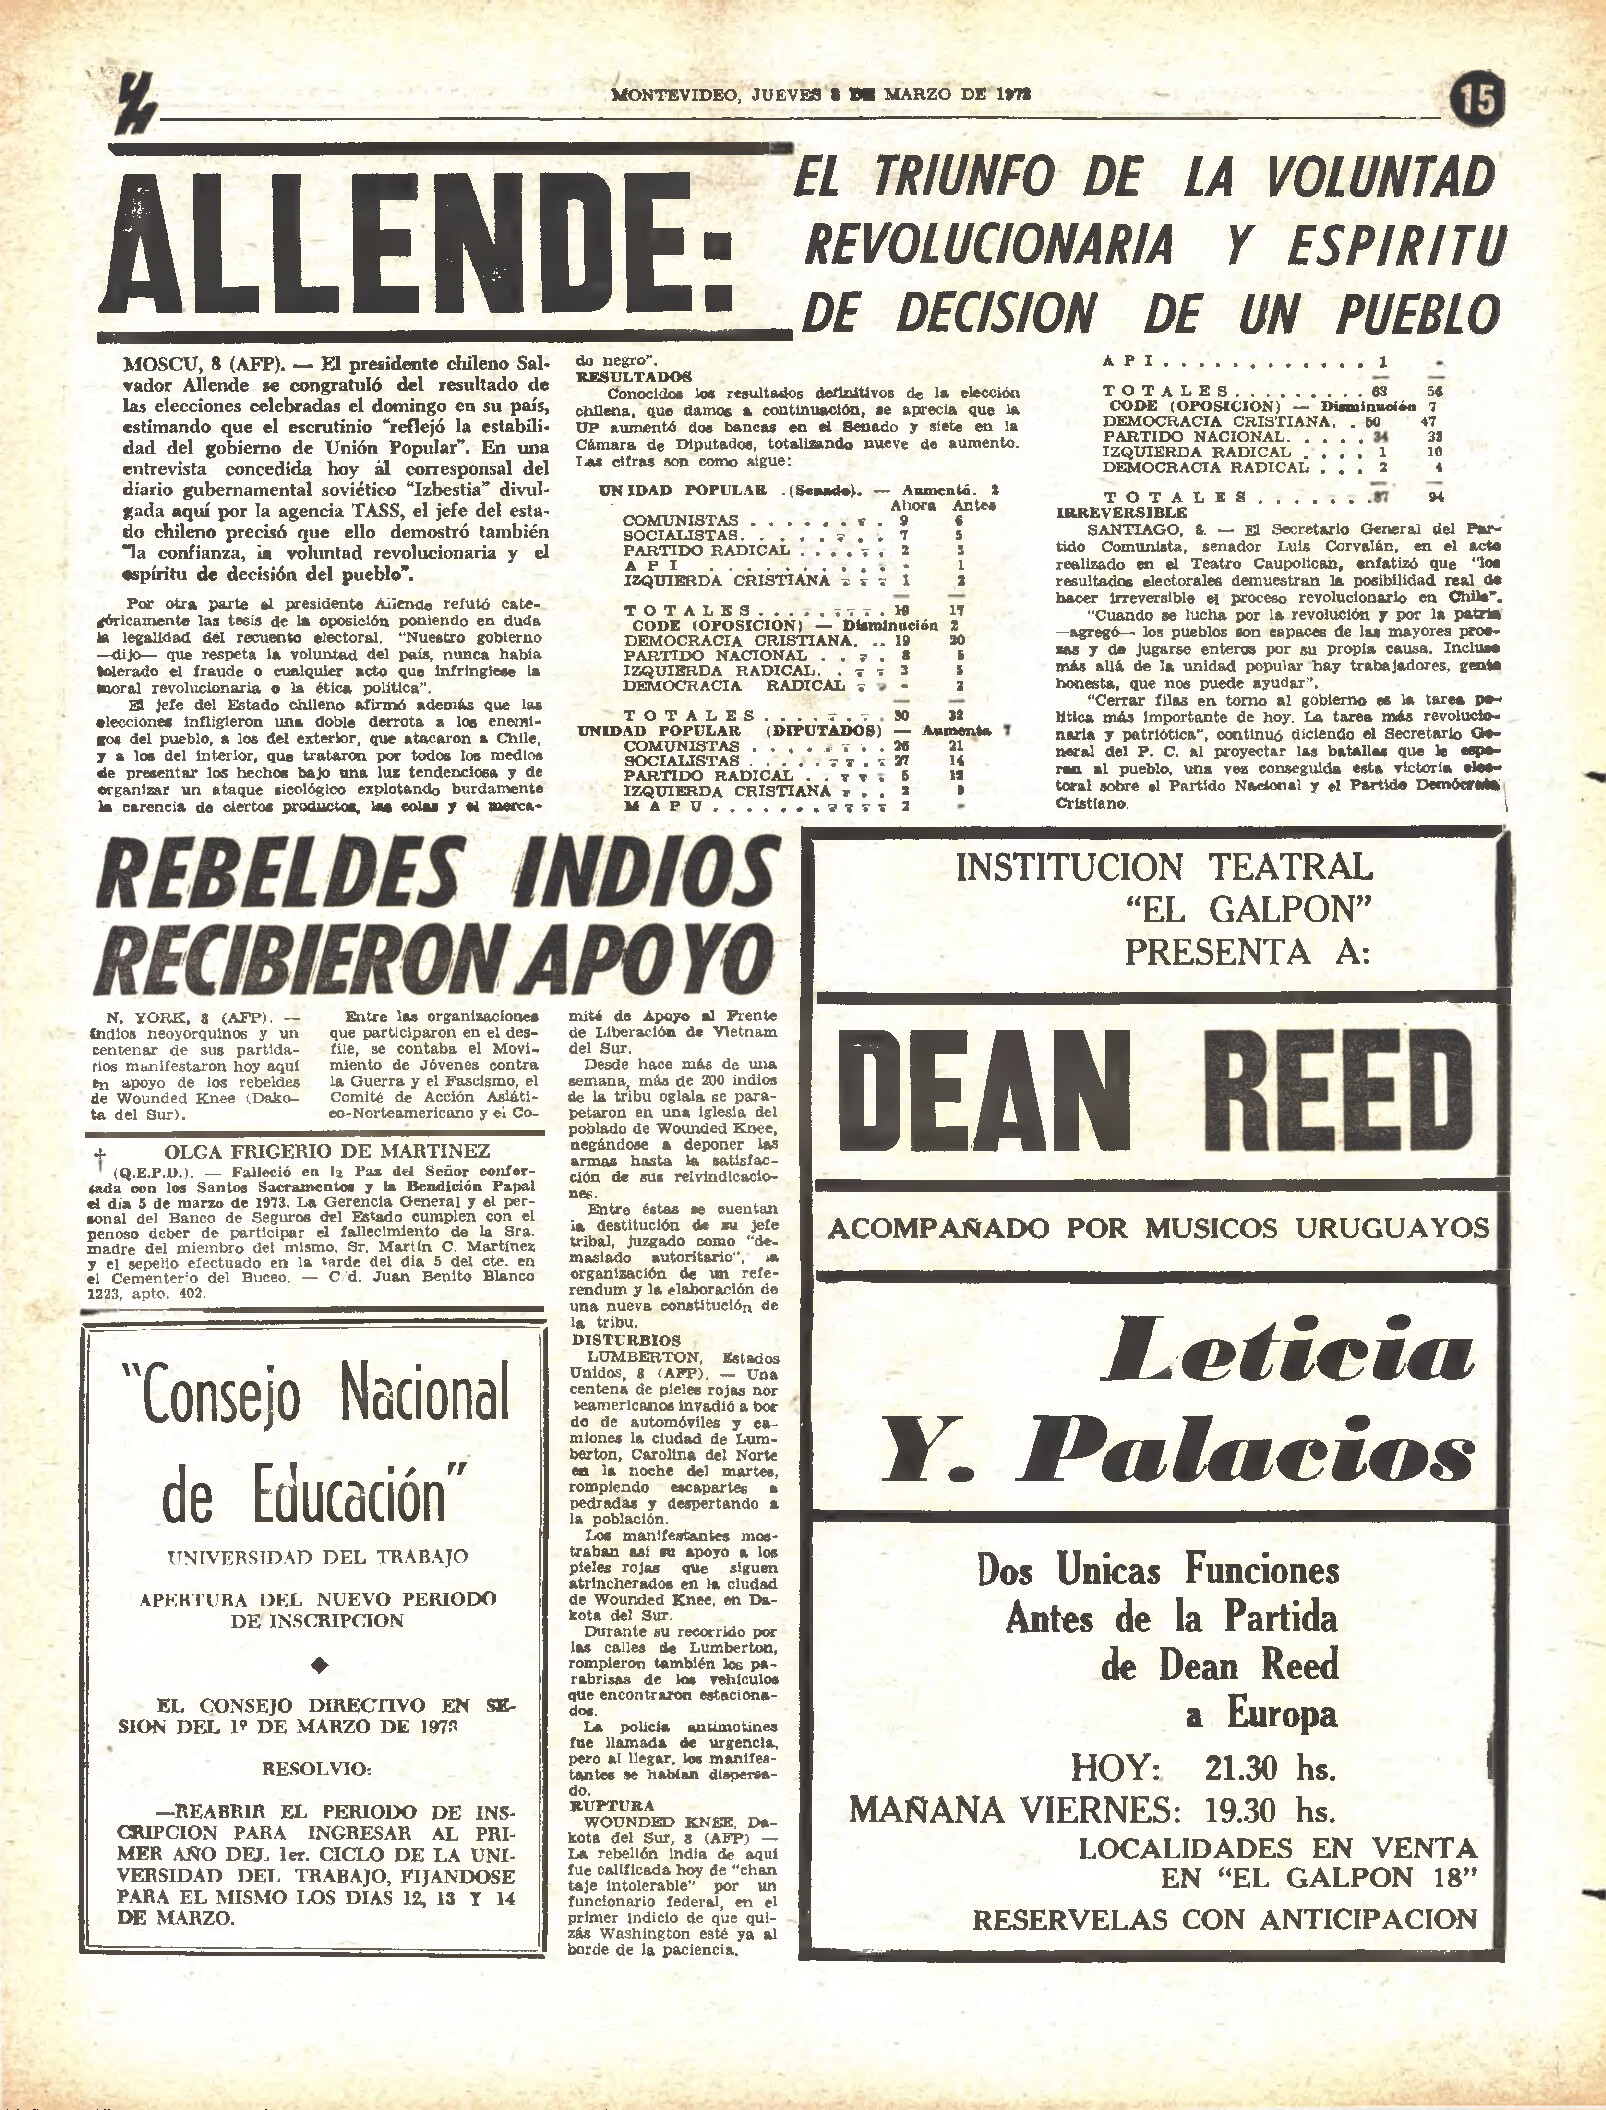 MONTEVIDEO, JUEVES 8 DE MARZO DE 1973
15
ALLENDE:
EL TRIUNFO DE LA VOLUNTAD
REVOLUCIONARIA Y ESPIRITU
DE DECISION DE UN PUEBLO
MOSCU, 8 (AFP). — El presidente chileno Sal-
vador Allende se congratuló del resultado de
las elecciones celebradas el domingo en su país,
estimando que el escrutinio "reflejó la estabili-
dad del gobierno de Unión Popular". En una
entrevista concedida hoy ál corresponsal del
diario gubernamental soviético "Izbestia" divul-
gada aquí por la agencia TASS, el jefe del esta-
do chileno precisó que ello demostró también
"la confianza, la voluntad revolucionaria y el
espíritu de decisión del pueblo".
Por otra parte el presidente Allende refutó cate-
góricamente las tesis de la oposición poniendo en duda
la legalidad del recuento electoral. "Nuestro gobierno
—dijo— que respeta la voluntad del país, nunca había
tolerado el fraude o cualquier acto que infringiese la
moral revolucionaria o la ética política".
El jefe del Estado chileno afirmó además que las
elecciones infligieron una doble derrota a los enemi-
gos del pueblo, a los del exterior, que atacaron a Chile,
y a los del interior, que trataron por todos los medios
de presentar los hechos bajo una luz tendenciosa y de
organizar un ataque sicológico explotando burdamente
la carencia de ciertos productos, las colas y el merca-
do negro".
RESULTADOS
Conocidos los resultados definitivos de la elección
chilena, que damos a continuación, se aprecia que la
UP aumentó dos bancas en el Senado y siete en la
Cámara de Diputados, totalizando nueve de aumento.
Las cifras son como sigue:
UNIDAD POPULAR .(Senado). — Aumentó. 2
Ahora Antes
COMUNISTAS . . . . . . . . . 9 6
SOCIALISTAS. . . . . . . . . 7 5
PARTIDO RADICAL . . . . . . 2 3
A P I . . . . . . . . . . . - 1
IZQUIERDA CRISTIANA . . . . 1 2
T O T A L E S . . . . . . . . . 19 17
CODE (OPOSICION) — Disminución 2
DEMOCRACIA CRISTIANA. . . 19 20
PARTIDO NACIONAL . . . . 8 5
IZQUIERDA RADICAL. . . . 3 5
DEMOCRACIA RADICAL . . - 2
T O T A L E S . . . . . . . . . 30 32
UNIDAD POPULAR (DIPUTADOS) — Aumenta 7
COMUNISTAS . . . . . . . . . 26 21
SOCIALISTAS . . . . . . . . . 27 14
PARTIDO RADICAL . . . . . . 5 12
IZQUIERDA CRISTIANA . . . 2 9
M A P U . . . . . . . . . . . 2 -
A P I . . . . . . . . . . . . 1 -
T O T A L E S . . . . . . . . . 63 56
CODE (OPOSICION) — Disminución 7
DEMOCRACIA CRISTIANA. . 50 47
PARTIDO NACIONAL. . . . . 34 33
IZQUIERDA RADICAL . . . . 1 10
DEMOCRACIA RADICAL . . . 2 4
T O T A L E S . . . . . . . . 87 94
IRREVERSIBLE
SANTIAGO, 8. — El Secretario General del Par-
tido Comunista, senador Luis Corvalán, en el acto
realizado en el Teatro Caupolicán, enfatizó que "los
resultados electorales demuestran la posibilidad real de
hacer irreversible el proceso revolucionario en Chile".
"Cuando se lucha por la revolución y por la patria
—agregó— los pueblos son capaces de las mayores proe-
zas y de jugarse enteros por su propia causa. Incluso
más allá de la unidad popular hay trabajadores, gente
honesta, que nos puede ayudar".
"Cerrar filas en torno al gobierno es la tarea po-
lítica más importante de hoy. La tarea más revolucio-
naria y patriótica", continuó diciendo el Secretario Ge-
neral del P. C. al proyectar las batallas que le espe-
ran al pueblo, una vez conseguida esta victoria elec-
toral sobre el Partido Nacional y el Partido Demócrata
Cristiano.
REBELDES INDIOS
RECIBIERON APOYO
N. YORK, 8 (AFP). —
Indios neoyorquinos y un
centenar de sus partida-
rios manifestaron hoy aquí
en apoyo de los rebeldes
de Wounded Knee (Dako-
ta del Sur).
Entre las organizaciones
que participaron en el des-
file, se contaba el Movi-
miento de Jóvenes contra
la Guerra y el Fascismo, el
Comité de Acción Asiáti-
co-Norteamericano y el Co-
mité de Apoyo al Frente
de Liberación de Vietnam
del Sur.
Desde hace más de una
semana, más de 200 indios
de la tribu oglala se para-
petaron en una iglesia del
poblado de Wounded Knee,
negándose a deponer las
armas hasta la satisfac-
ción de sus reivindicacio-
nes.
Entre éstas se cuentan
la destitución de su jefe
tribal, juzgado como "de-
masiado autoritario", la
organización de un refe-
rendum y la elaboración de
una nueva constitución de
la tribu.
DISTURBIOS
LUMBERTON, Estados
Unidos, 8 (AFP). — Una
centena de pieles rojas nor
teamericanos invadió a bor
do de automóviles y ca-
miones la ciudad de Lum-
berton, Carolina del Norte
en la noche del martes,
rompiendo escapartes a
pedradas y despertando a
la población.
Los manifestantes mos-
traban así su apoyo a los
pieles rojas que siguen
atrincherados en la ciudad
de Wounded Knee, en Da-
kota del Sur.
Durante su recorrido por
las calles de Lumberton,
rompieron también los pa-
rabrisas de los vehículos
que encontraron estaciona-
dos.
La policía antimotines
fue llamada de urgencia,
pero al llegar, los manifes-
tantes se habían dispersa-
do.
RUPTURA
WOUNDED KNEE, Da-
kota del Sur, 8 (AFP) —
La rebelión india de aquí
fue calificada hoy de "chan
taje intolerable" por un
funcionario federal, en el
primer indicio de que qui-
zás Washington esté ya al
borde de la paciencia.
OLGA FRIGERIO DE MARTINEZ
(Q.E.P.D.). — Falleció en la Paz del Señor confor-
tada con los Santos Sacramentos y la Bendición Papal
el día 5 de marzo de 1973. La Gerencia General y el per-
sonal del Banco de Seguros del Estado cumplen con el
penoso deber de participar el fallecimiento de la Sra.
madre del miembro del mismo, Sr. Martín C. Martínez
y el sepelio efectuado en la tarde del día 5 del cte. en
el Cementerio del Buceo. — C/d. Juan Benito Blanco
1223, apto. 402.
"Consejo Nacional
de Educación"
UNIVERSIDAD DEL TRABAJO
APERTURA DEL NUEVO PERIODO
DE INSCRIPCION
EL CONSEJO DIRECTIVO EN SE-
SION DEL 1º DE MARZO DE 1973
RESOLVIO:
—REABRIR EL PERIODO DE INS-
CRIPCION PARA INGRESAR AL PRI-
MER AÑO DEL 1er. CICLO DE LA UNI-
VERSIDAD DEL TRABAJO, FIJANDOSE
PARA EL MISMO LOS DIAS 12, 13 Y 14
DE MARZO.
INSTITUCION TEATRAL
"EL GALPON"
PRESENTA A:
DEAN REED
ACOMPAÑADO POR MUSICOS URUGUAYOS
Leticia
Y. Palacios
Dos Unicas Funciones
Antes de la Partida
de Dean Reed
a Europa
HOY: 21.30 hs.
MAÑANA VIERNES: 19.30 hs.
LOCALIDADES EN VENTA
EN "EL GALPON 18"
RESERVELAS CON ANTICIPACION